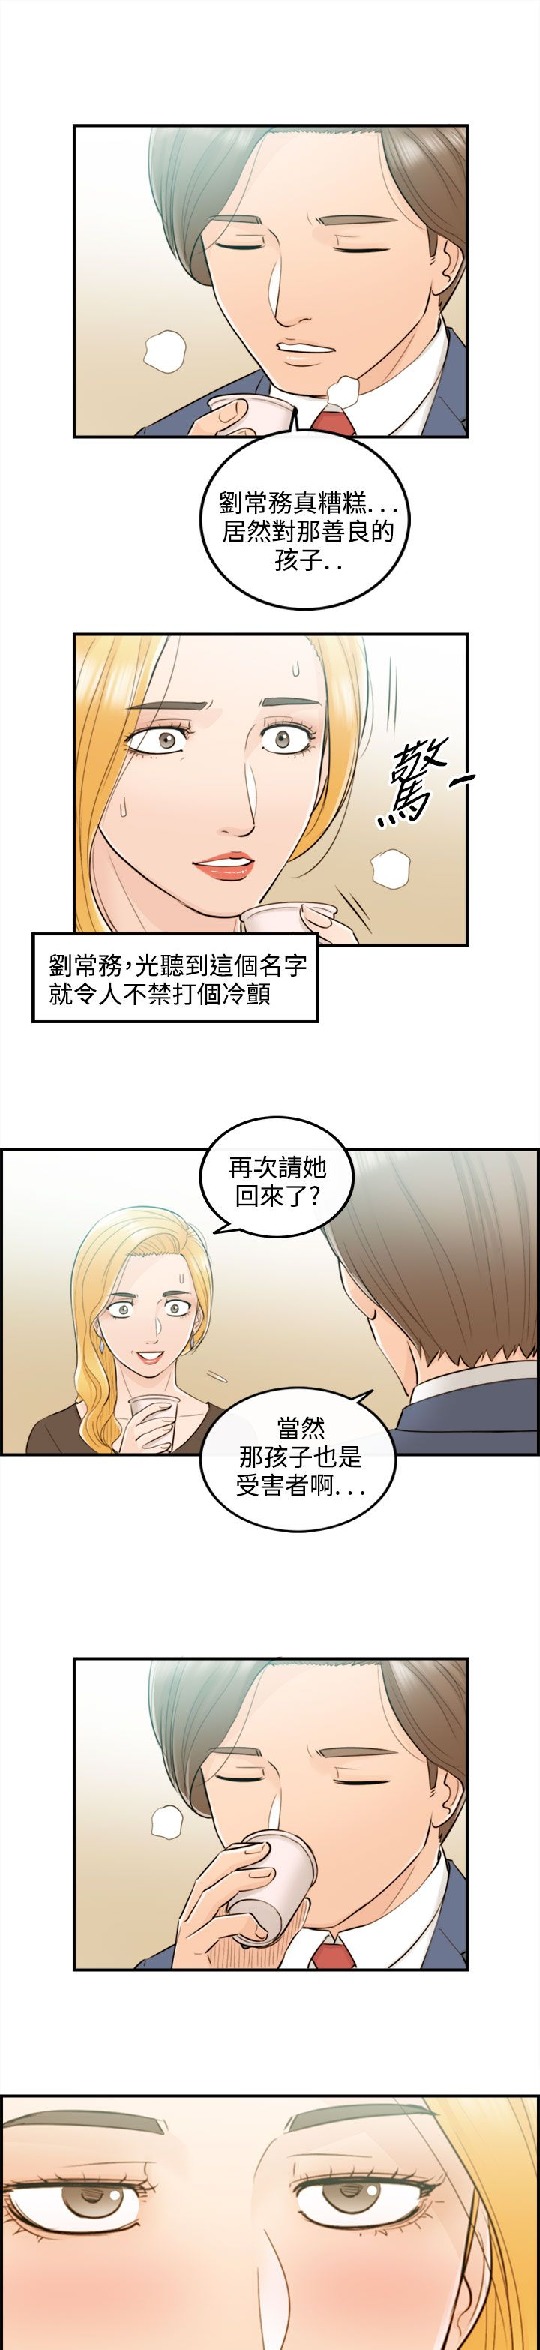 劉常務真糟糕...
居然對那善良的
孩子..
驚
劉常務，光聽到這個名字
就令人不禁打個冷顫
再次請她
回來了?
當然
那孩子也是
受害者啊...